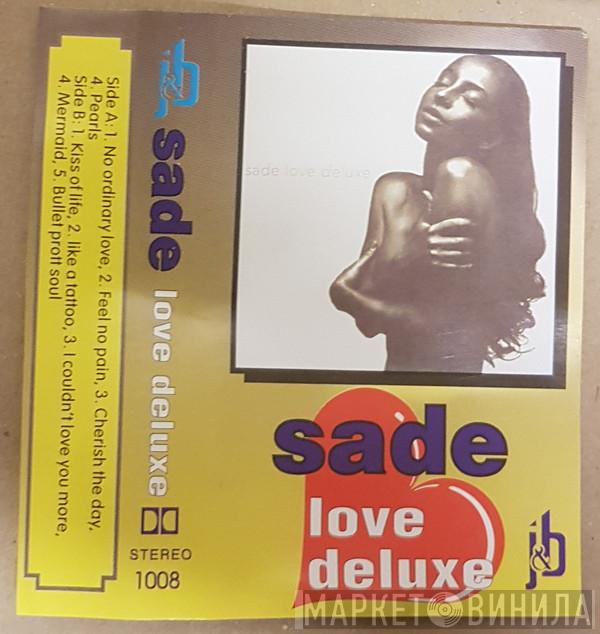 Side A: 1. No ordinary love, 2. Feel no pain, 3. Cherish the day,
4. Pearls
Side B: 1. Kiss of life, 2. like a tattoo, 3. I couldn't love you more,
4. Mermaid, 5. Bullet prott soul
j&b
sade love deluxe
STEREO
1008
sade love deluxe
sade
love
deluxe
j&b
МАРКЕТ ВИНИЛА